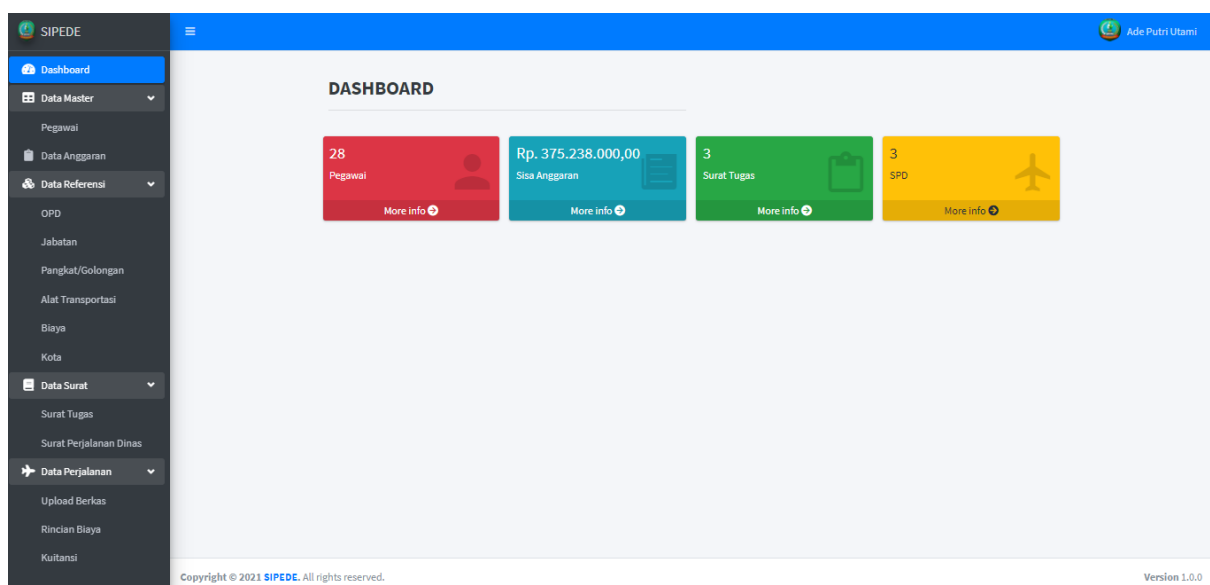 SIPEDE
Ade Putri Utami
Dashboard
Data Master
Pegawai
Data Anggaran
Data Referensi
OPD
Jabatan
Pangkat/Golongan
Alat Transportasi
Biaya
Kota
Data Surat
Surat Tugas
Surat Perjalanan Dinas
Data Perjalanan
Upload Berkas
Rincian Biaya
Kuitansi
DASHBOARD
28
Pegawai
More info
Rp. 375.238.000,00
Sisa Anggaran
More info
3
Surat Tugas
More info
3
SPD
More info
Copyright © 2021 SIPEDE. All rights reserved.
Version 1.0.0